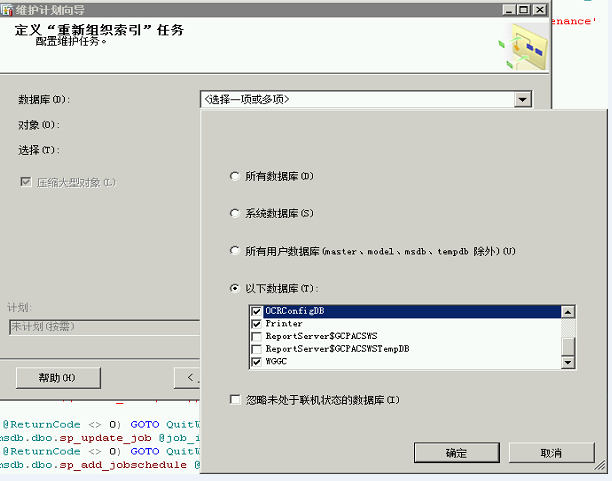 维护计划向导
定义“重新组织索引”任务
配置维护任务。
enance'
数据库(D):
<选择一项或多项>
对象(O):
选择(T):
压缩大型对象(L)
所有数据库(D)
系统数据库(S)
所有用户数据库(master、model、msdb、tempdb 除外)(U)
以下数据库(T):
OCRConfigDB
Printer
ReportServer$GCPACSWS
ReportServer$GCPACSWSTempDB
WGGC
忽略未处于联机状态的数据库(I)
计划:
未计划(按需)
帮助(H)
<
确定
取消
@ReturnCode <> 0) GOTO QuitW
msdb.dbo.sp_update_job @job_i
@ReturnCode <> 0) GOTO QuitW
msdb.dbo.sp_add_jobschedule @